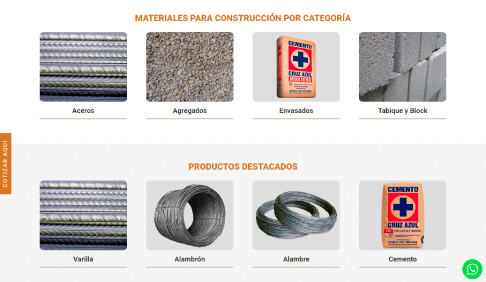 MATERIALES PARA CONSTRUCCIÓN POR CATEGORÍA
CEMENTO
CRUZ AZUL
Aceros
Agregados
Envasados
Tabique y Block
COTIZAR AQUÍ
PRODUCTOS DESTACADOS
CEMENTO
CRUZ AZUL
Varilla
Alambrón
Alambre
Cemento